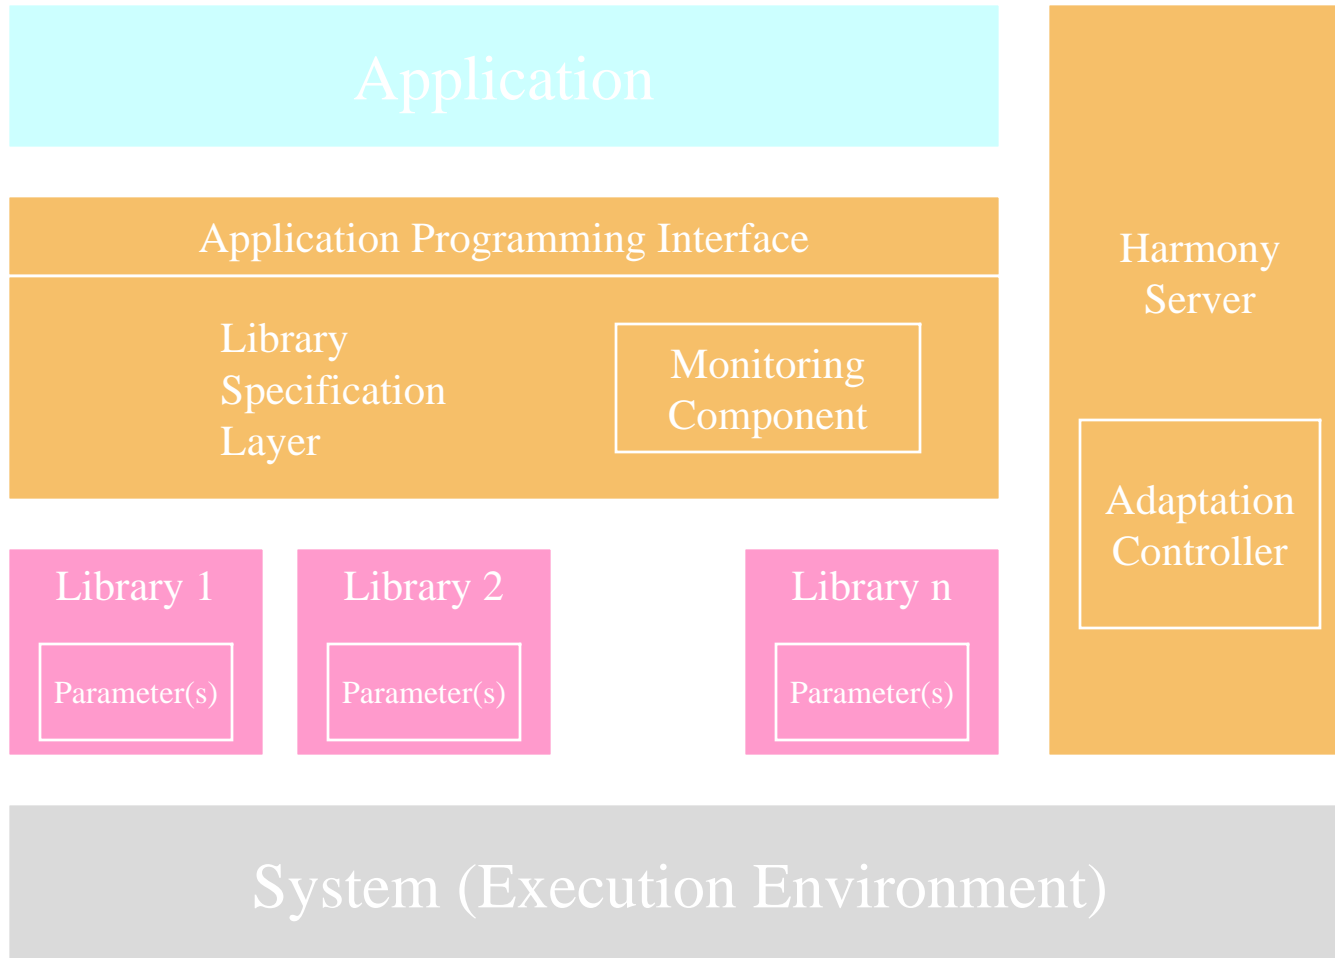 Application
Application Programming Interface
Library
Specification
Layer
Monitoring
Component
Harmony
Server
Adaptation
Controller
Library 1
Parameter(s)
Library 2
Parameter(s)
Library n
Parameter(s)
System (Execution Environment)